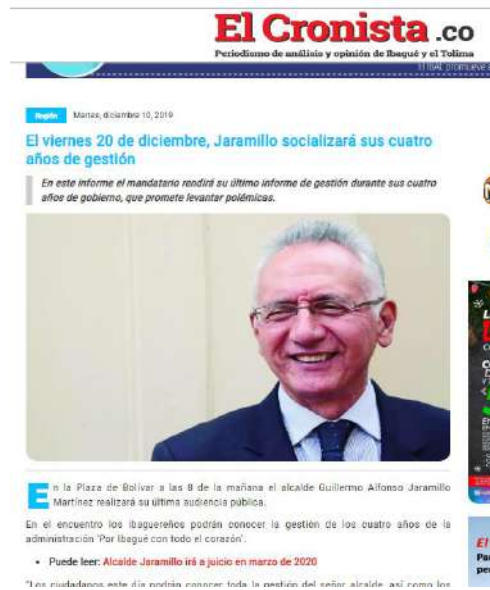 El Cronista .co
Periodismo de análisis y opinión de Ibagué y el Tolima
IBAL promueve
Región Martes, diciembre 10, 2019
El viernes 20 de diciembre, Jaramillo socializará sus cuatro
años de gestión
En este informe el mandatario rendirá su último informe de gestión durante sus cuatro
años de gobierno, que promete levantar polémicas.
En la Plaza de Bolívar a las 8 de la mañana el alcalde Guillermo Alfonso Jaramillo
Martínez realizará su última audiencia pública.
En el encuentro los ibaguereños podrán conocer la gestión de los cuatro años de la
administración 'Por Ibagué con todo el corazón'.
• Puede leer: Alcalde Jaramillo irá a juicio en marzo de 2020
"Los ciudadanos este día podrán conocer toda la gestión del señor alcalde, así como los
El
Pa
pe